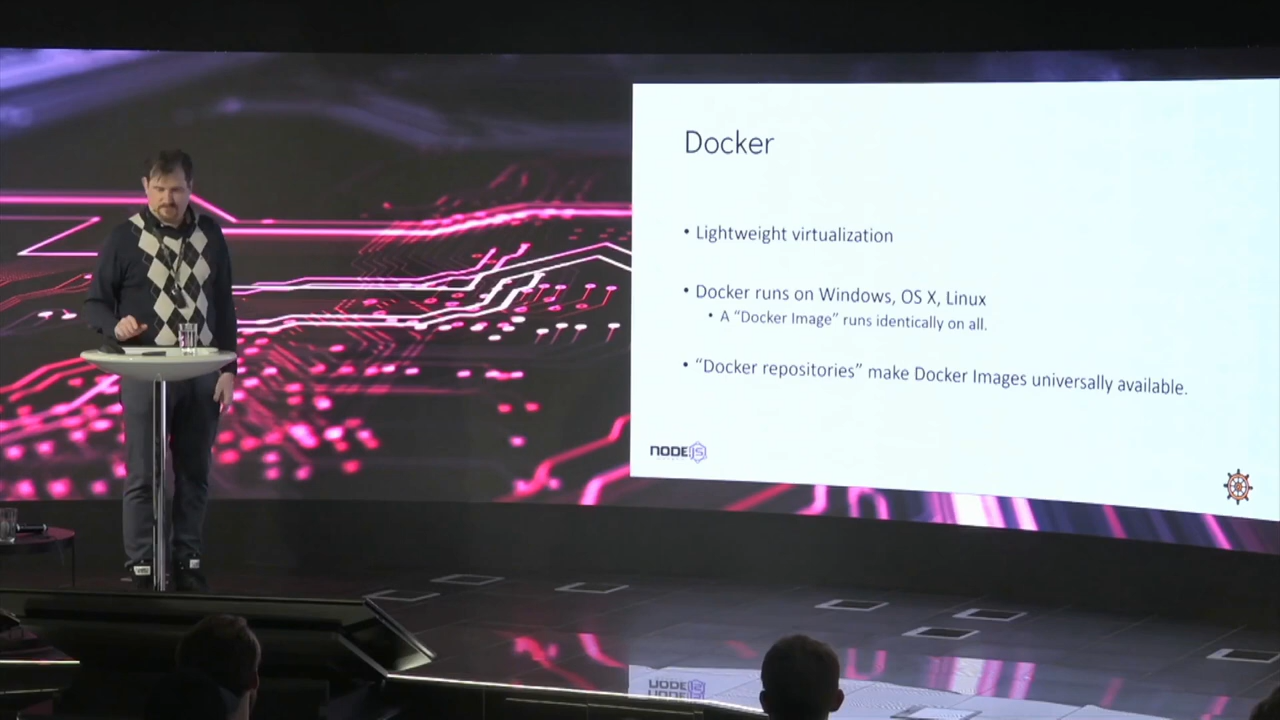 Docker
• Lightweight virtualization
• Docker runs on Windows, OS X, Linux
• A “Docker Image” runs identically on all.
• “Docker repositories” make Docker Images universally available.
NODE JS